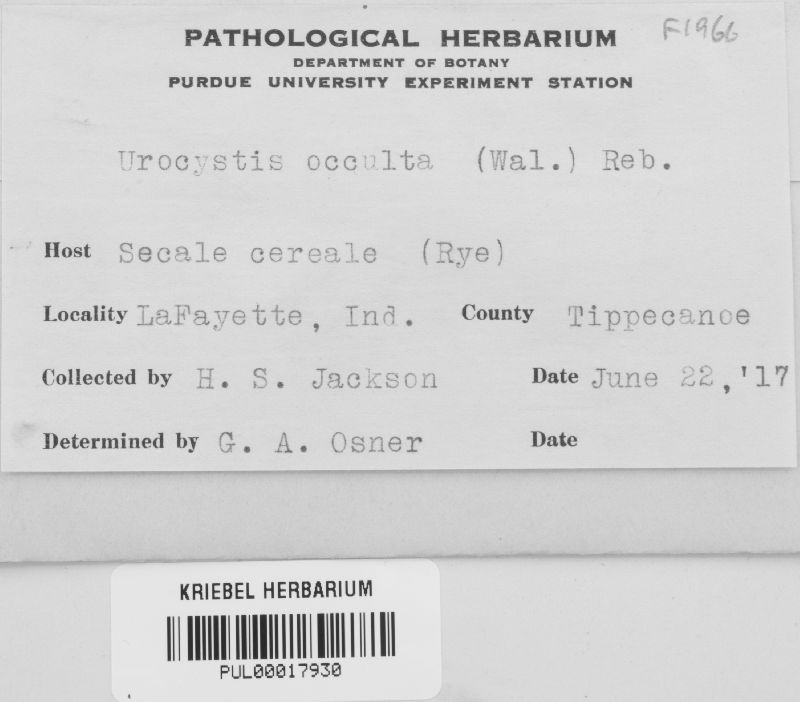 PATHOLOGICAL HERBARIUM F1966
DEPARTMENT OF BOTANY
PURDUE UNIVERSITY EXPERIMENT STATION
Urocystis occulta (Wal.) Reb.
Host Secale cereale (Rye)
Locality LaFayette, Ind. County Tippecanoe
Collected by H. S. Jackson Date June 22,'17
Determined by G. A. Osner Date
KRIEBEL HERBARIUM
PUL00017930